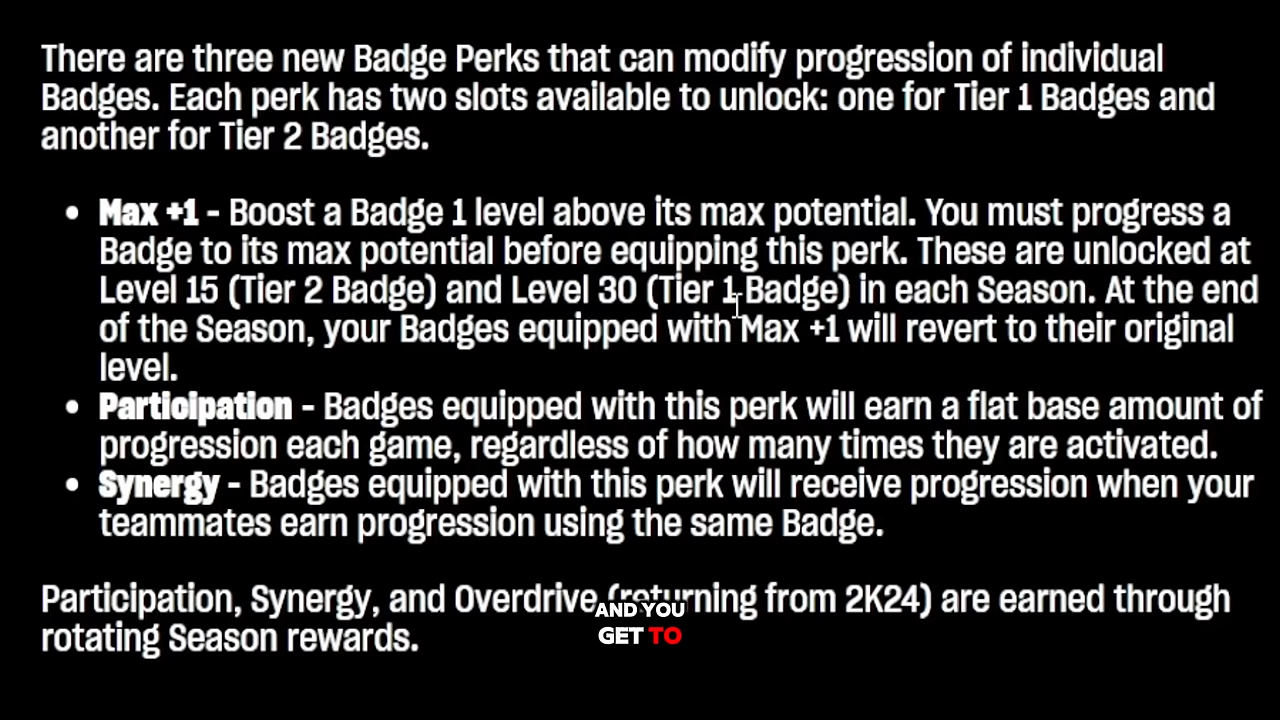 There are three new Badge Perks that can modify progression of individual
Badges. Each perk has two slots available to unlock: one for Tier 1 Badges and
another for Tier 2 Badges.
• Max +1 - Boost a Badge 1 level above its max potential. You must progress a
Badge to its max potential before equipping this perk. These are unlocked at
Level 15 (Tier 2 Badge) and Level 30 (Tier 1 Badge) in each Season. At the end
of the Season, your Badges equipped with Max +1 will revert to their original
level.
• Participation - Badges equipped with this perk will earn a flat base amount of
progression each game, regardless of how many times they are activated.
• Synergy - Badges equipped with this perk will receive progression when your
teammates earn progression using the same Badge.
Participation, Synergy, and Overdrive (returning from 2K24) are earned through
rotating Season rewards.
AND YOU
GET TO